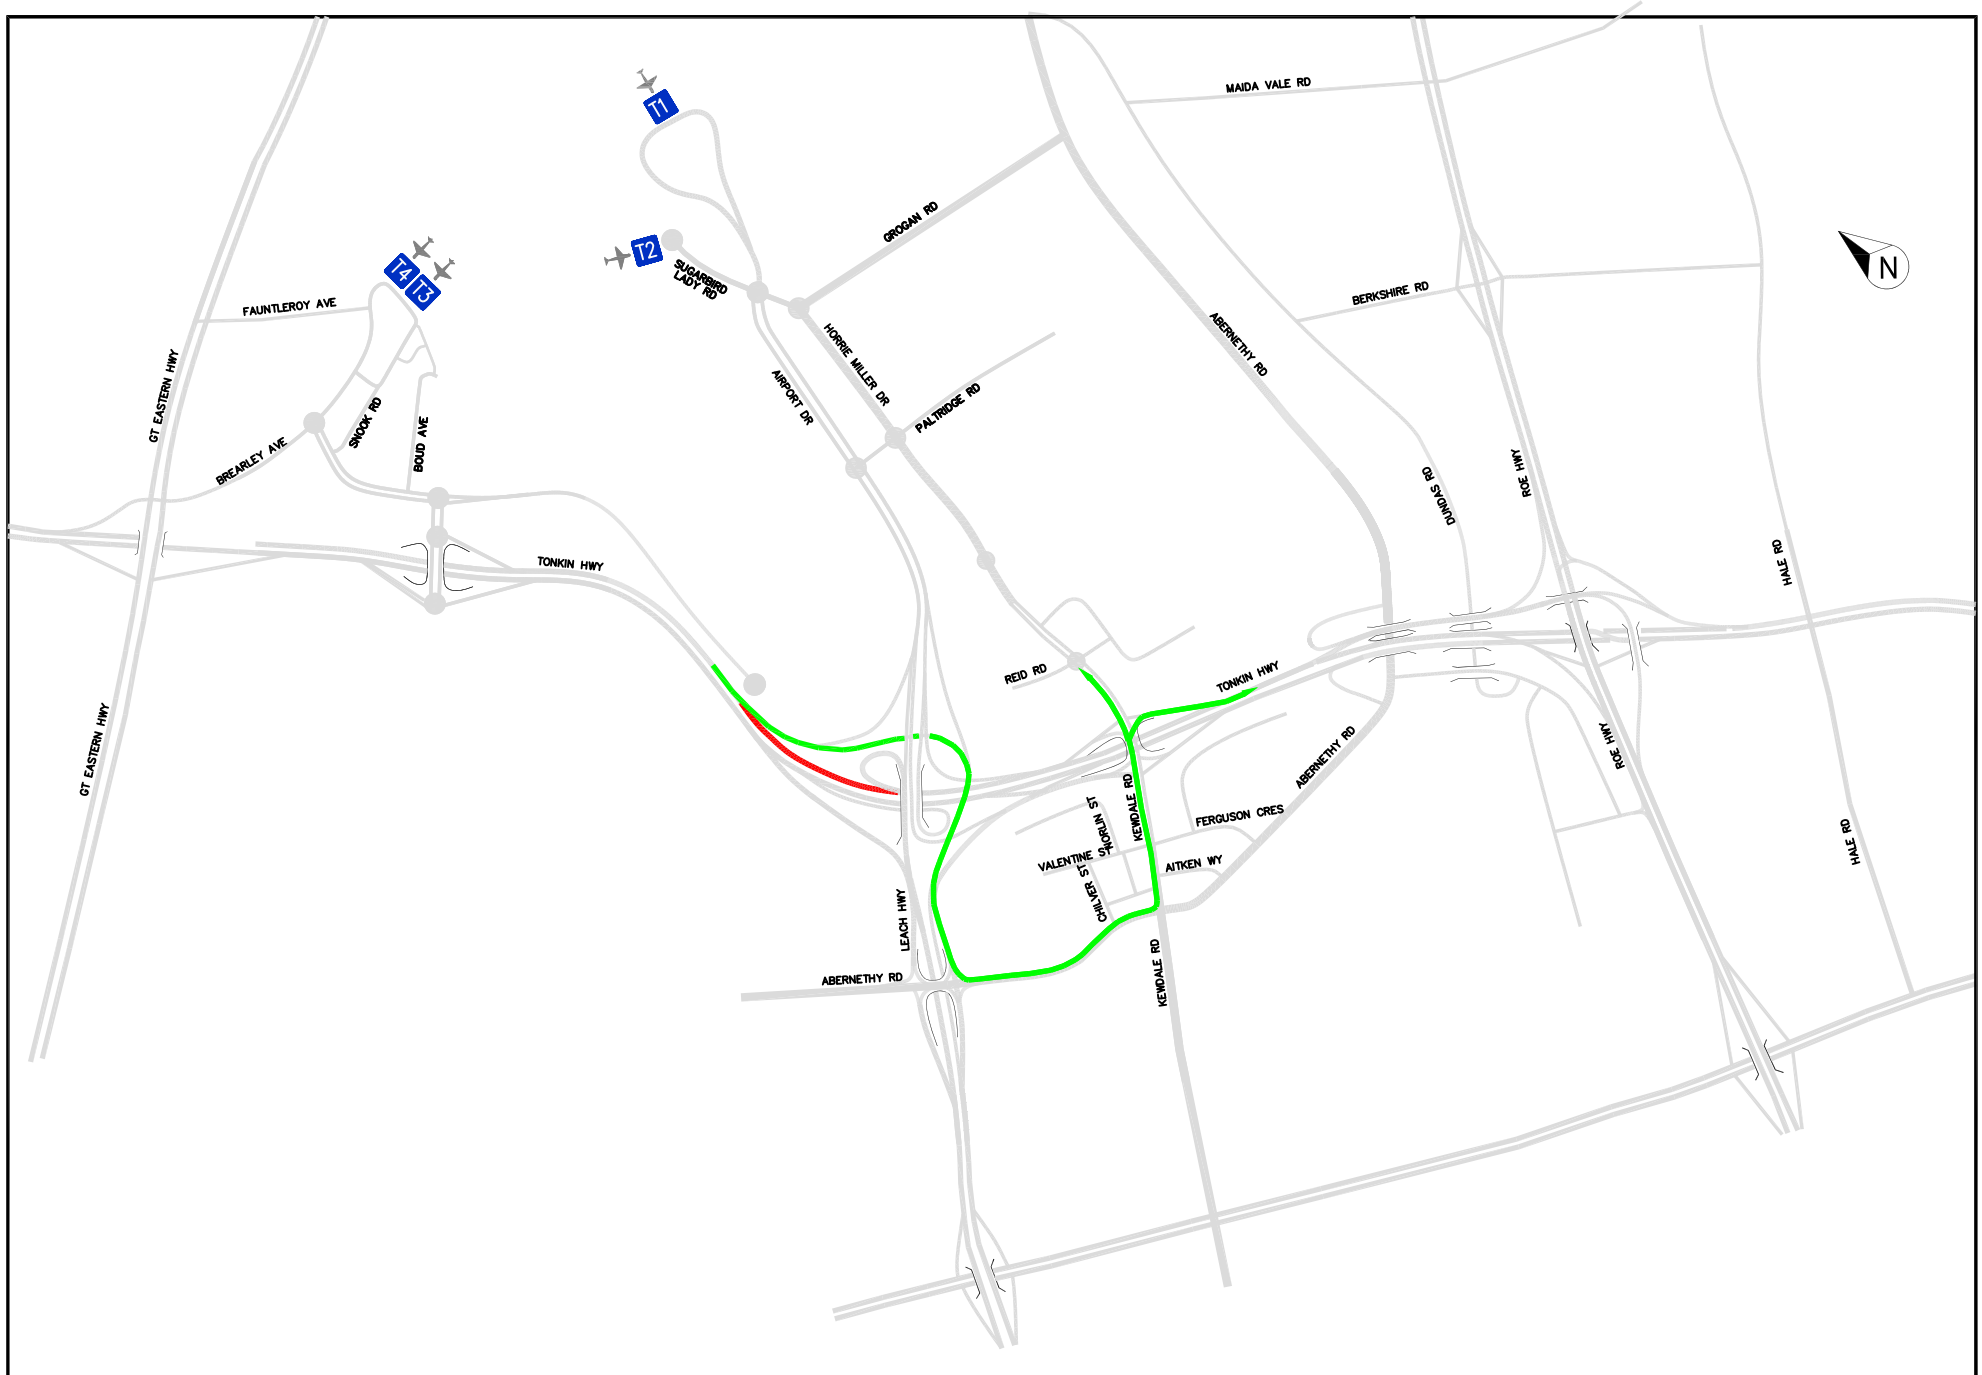 MAIDA VALE RD
T1
GROGAN RD
T2
SUGARBIRD
LADY RD
T4
T3
N
FAUNTLEROY AVE
BERKSHIRE RD
ABERNETHY RD
HORRIE MILLER DR
GT EASTERN HWY
AIRPORT DR
PALTRIDGE RD
SNOOK RD
BOUD AVE
BREARLEY AVE
ROE HWY
DUNDAS RD
TONKIN HWY
HALE RD
REID RD
TONKIN HWY
GT EASTERN HWY
ABERNETHY RD
ROE HWY
KEWDALE RD
NORLIN ST
FERGUSON CRES
VALENTINE ST
AITKEN WY
CHILVER ST
HALE RD
LEACH HWY
KEWDALE RD
ABERNETHY RD